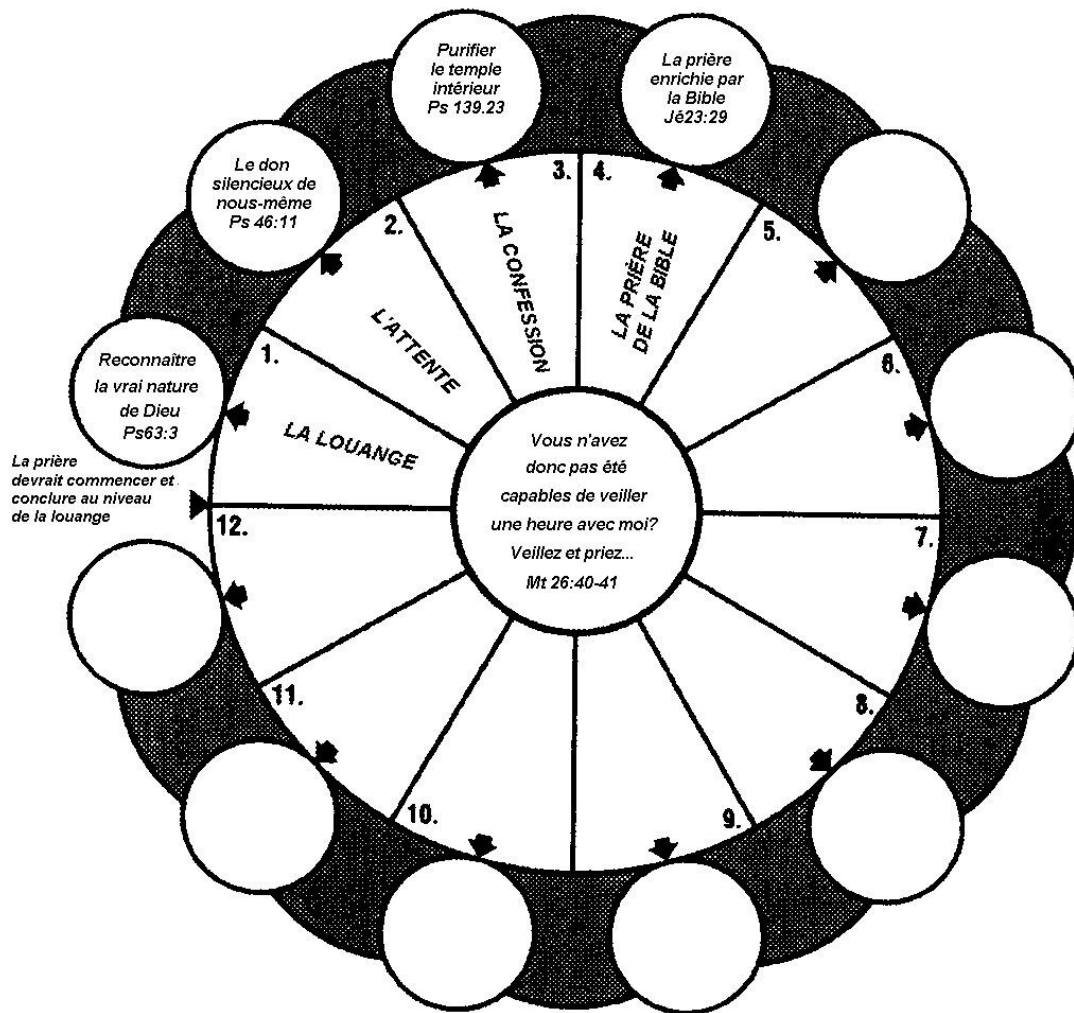 Purifier
le temple
intérieur
Ps 139.23
La prière
enrichie par
la Bible
Jé23:29
Le don
silencieux de
nous-même
Ps 46:11
Reconnaître
la vrai nature
de Dieu
Ps63:3
La prière
devrait commencer et
conclure au niveau
de la louange
1.
LA LOUANGE
2.
L'ATTENTE
3.
LA CONFESSION
4.
LA PRIÈRE
DE LA BIBLE
5.
6.
7.
8.
9.
10.
11.
12.
Vous n'avez
donc pas été
capables de veiller
une heure avec moi?
Veillez et priez...
Mt 26:40-41